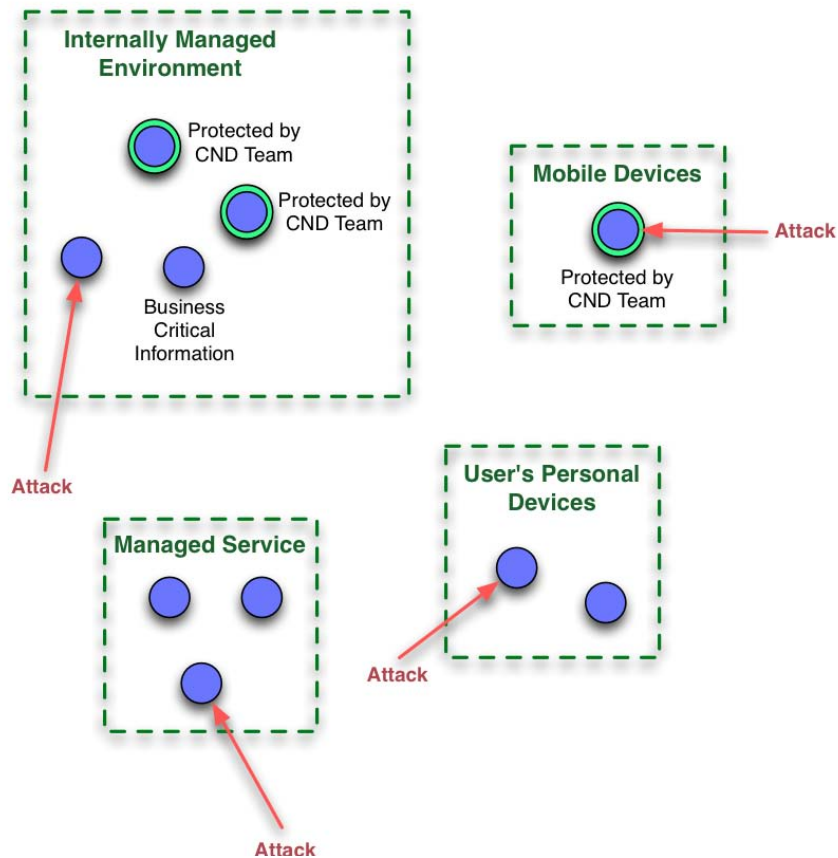 Internally Managed
Environment
Protected by
CND Team
Protected by
CND Team
Business
Critical
Information
Attack
Mobile Devices
Protected by
CND Team
Attack
User's Personal
Devices
Attack
Managed Service
Attack